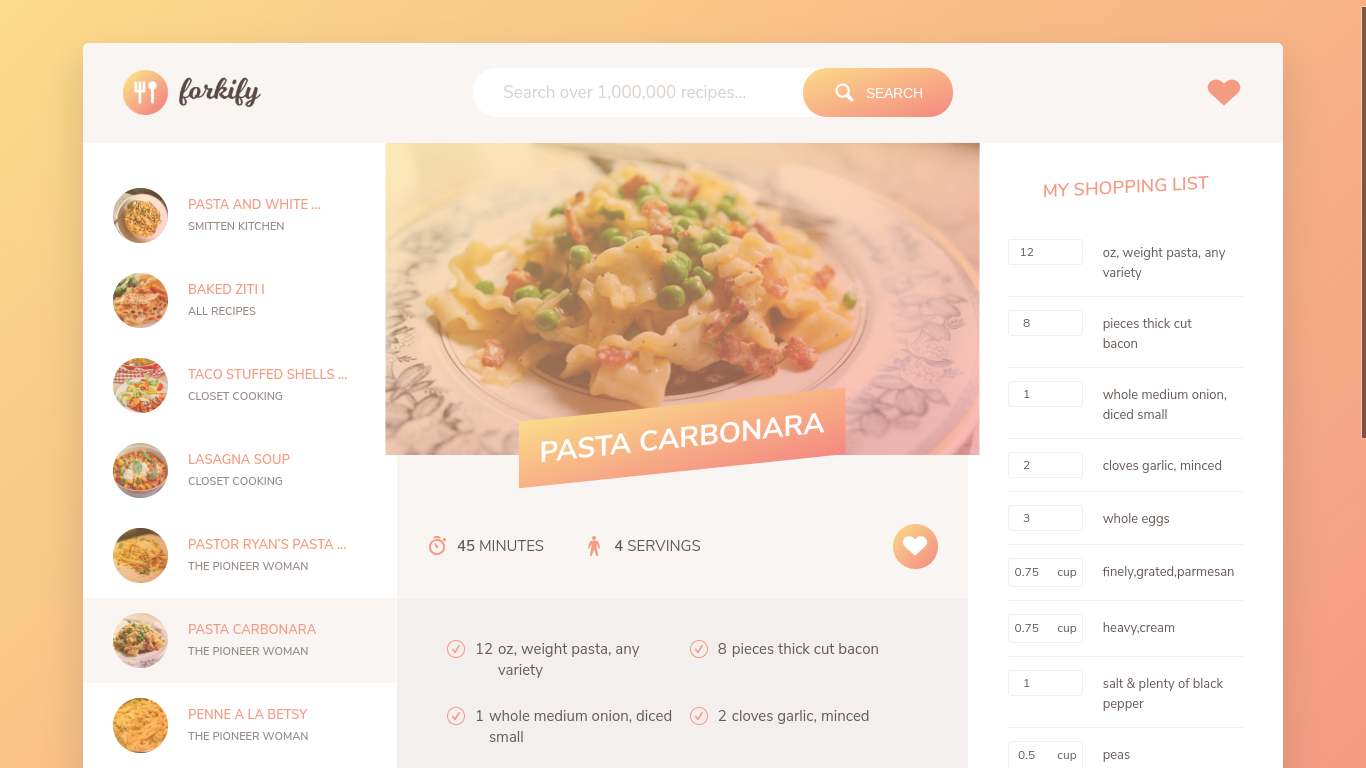 forkify
Search over 1,000,000 recipes...
SEARCH
PASTA AND WHITE ...
SMITTEN KITCHEN
BAKED ZITI I
ALL RECIPES
TACO STUFFED SHELLS ...
CLOSET COOKING
LASAGNA SOUP
CLOSET COOKING
PASTOR RYAN'S PASTA ...
THE PIONEER WOMAN
PASTA CARBONARA
THE PIONEER WOMAN
PENNE A LA BETSY
THE PIONEER WOMAN
PASTA CARBONARA
45 MINUTES
4 SERVINGS
12 oz, weight pasta, any
variety
8 pieces thick cut bacon
1 whole medium onion, diced
small
2 cloves garlic, minced
MY SHOPPING LIST
12 oz, weight pasta, any
variety
8 pieces thick cut
bacon
1 whole medium onion,
diced small
2 cloves garlic, minced
3 whole eggs
0.75 cup finely,grated,parmesan
0.75 cup heavy,cream
1 salt & plenty of black
pepper
0.5 cup peas